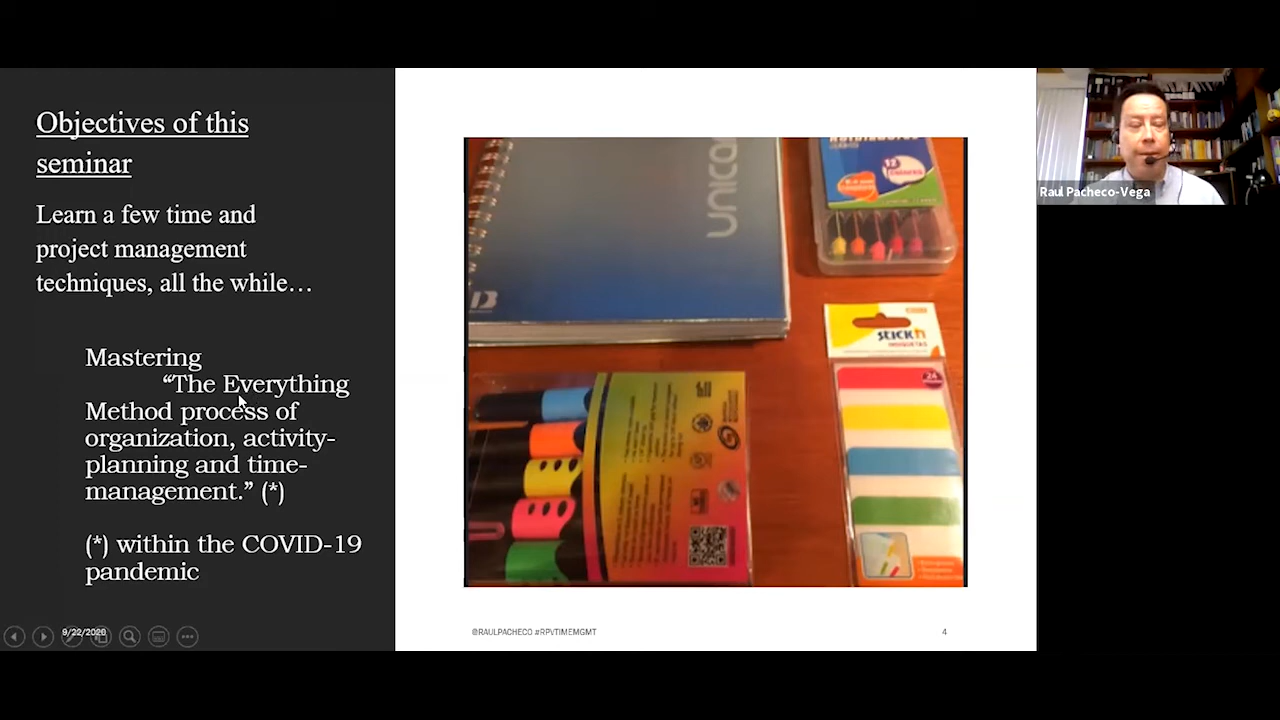 Objectives of this
seminar
Learn a few time and
project management
techniques, all the while…
Mastering
“The Everything
Method process of
organization, activity-
planning and time-
management.” (*)
(*) within the COVID-19
pandemic
9/22/2020
12
STICK'N
24
@RAULPACHECO #RPVTIMEMGMT
4
Raul Pacheco-Vega